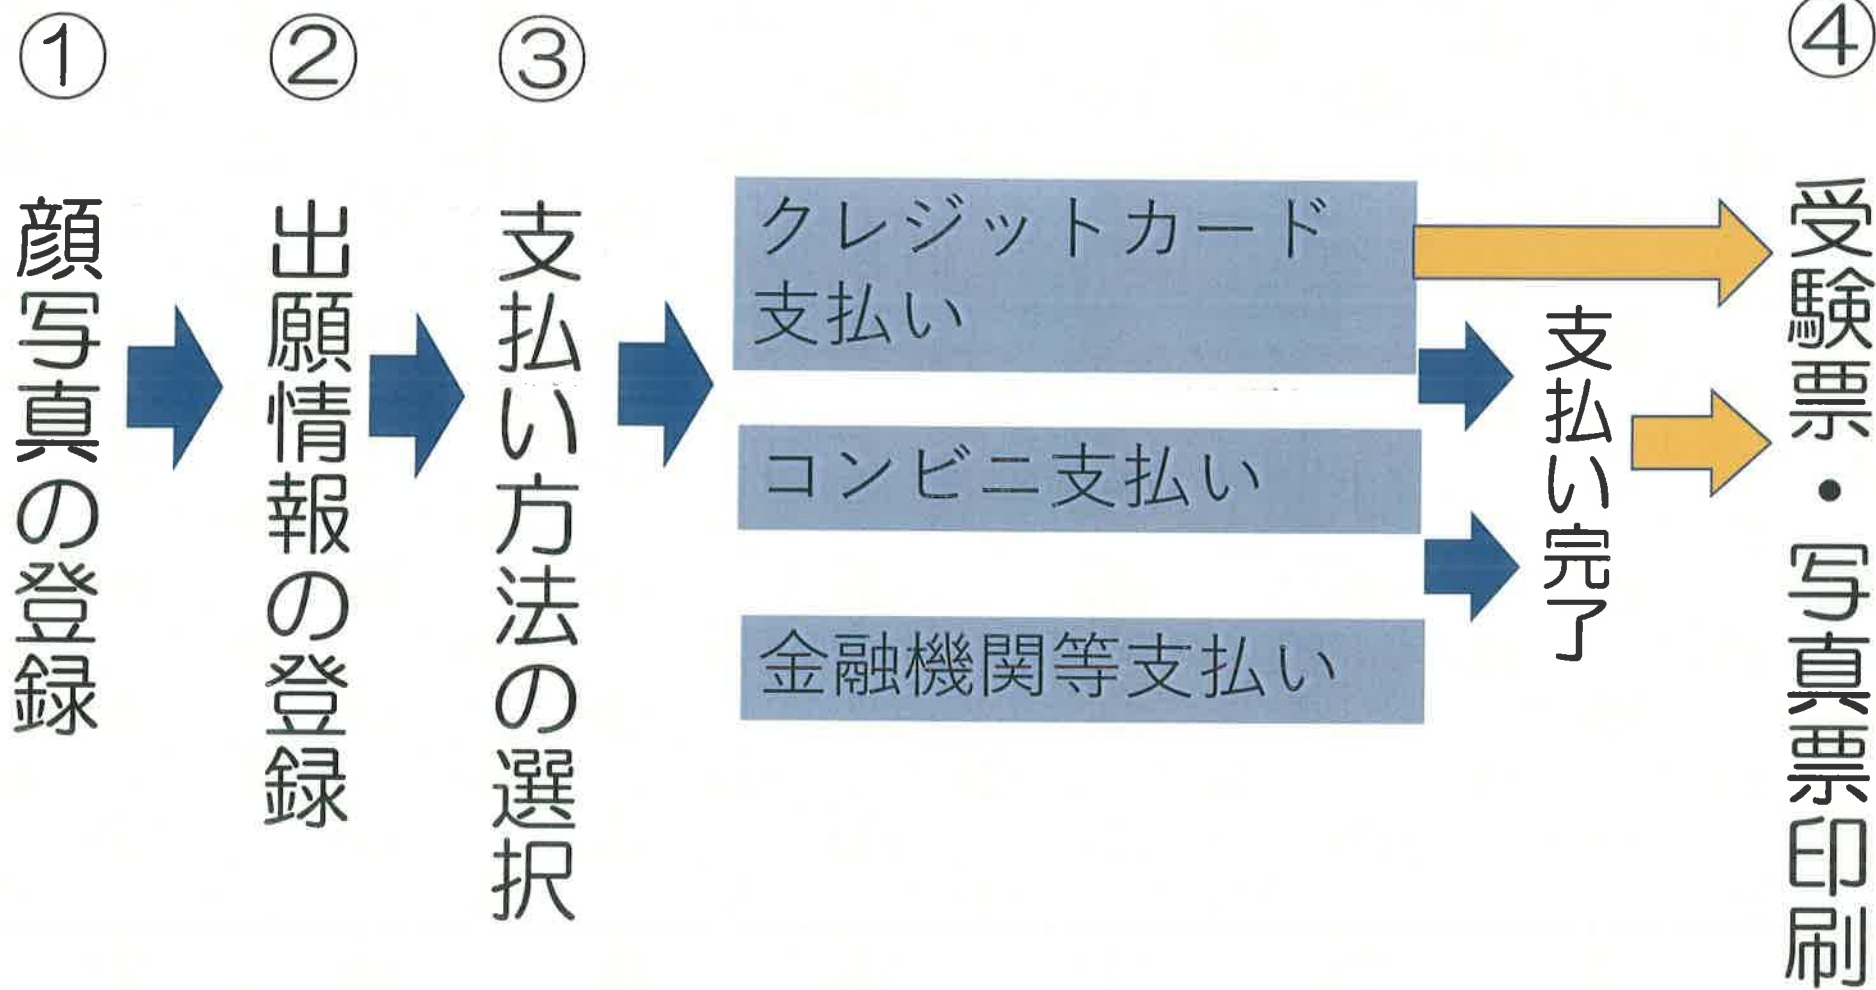 ①
顔写真の登録
②
出願情報の登録
③
支払い方法の選択
クレジットカード
支払い
コンビニ支払い
金融機関等支払い
支払い完了
④
受験票・写真票印刷